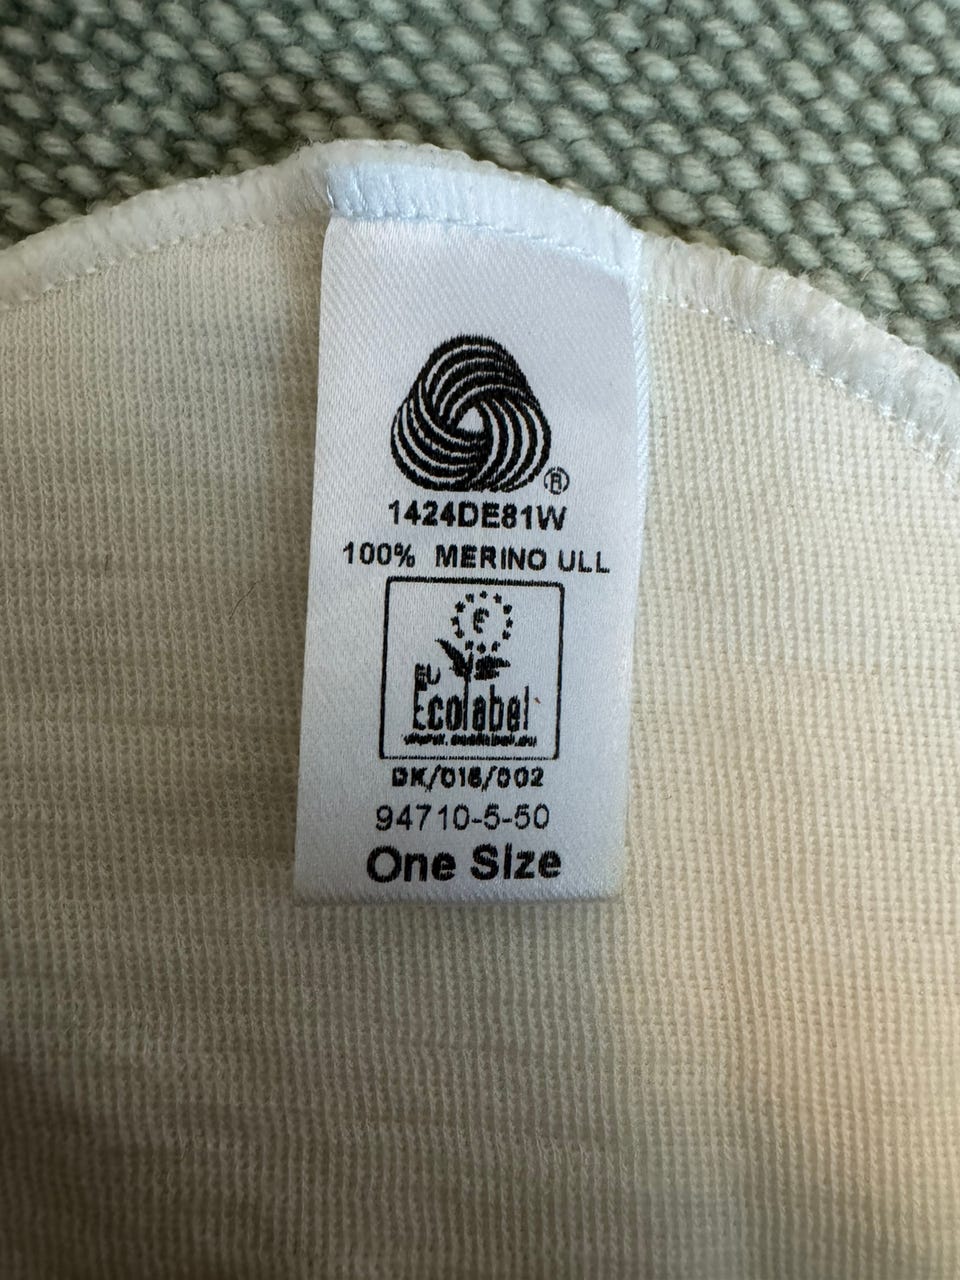 ®
1424DE81W
100% MERINO ULL
EU
Ecolabel
DK/016/002
94710-5-50
One Size